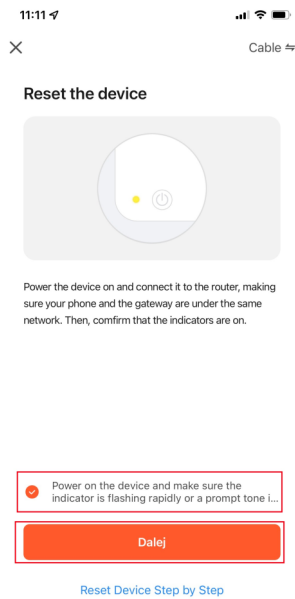 11:11
Cable
Reset the device
Power the device on and connect it to the router, making
sure your phone and the gateway are under the same
network. Then, comfirm that the indicators are on.
Power on the device and make sure the
indicator is flashing rapidly or a prompt tone i...
Dalej
Reset Device Step by Step